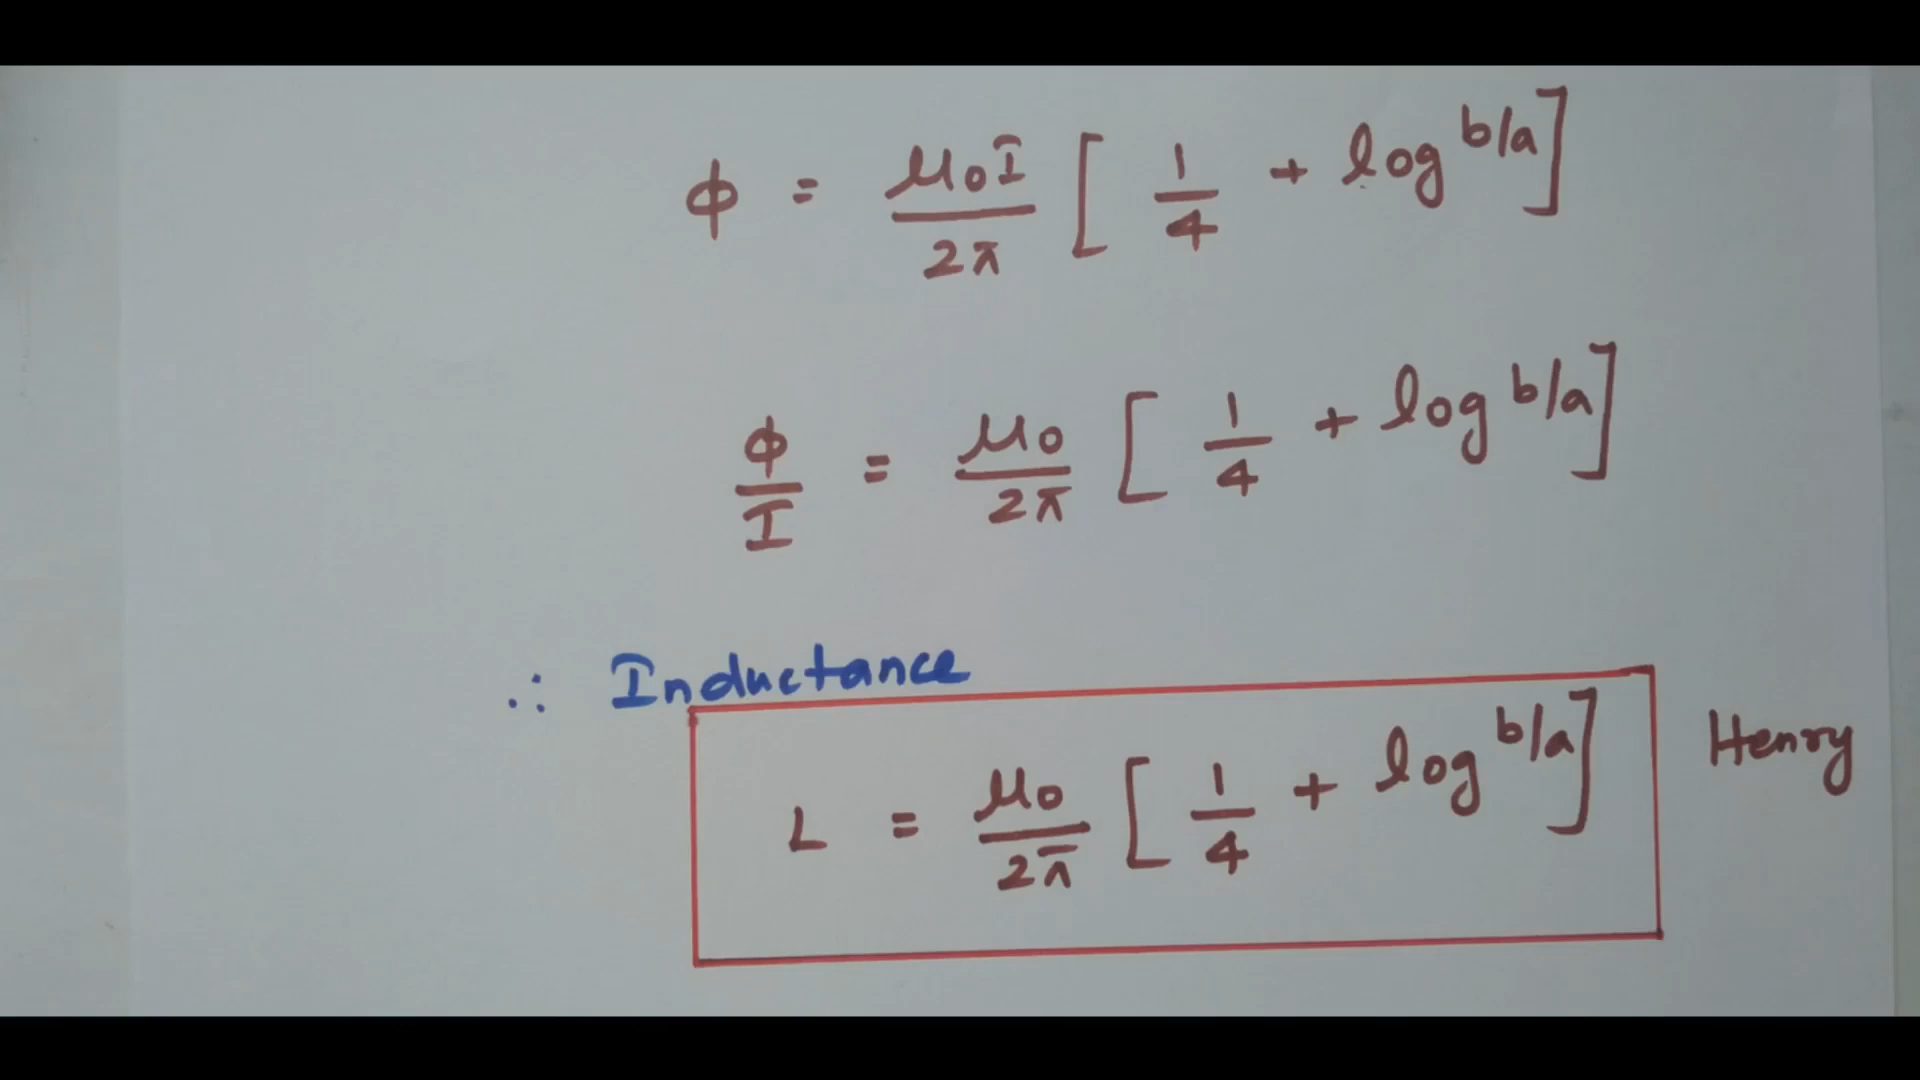 ϕ = μ₀I/2π [ 1/4 + log b/a ]
ϕ/I = μ₀/2π [ 1/4 + log b/a ]
∴ Inductance
L = μ₀/2π [ 1/4 + log b/a ] Henry